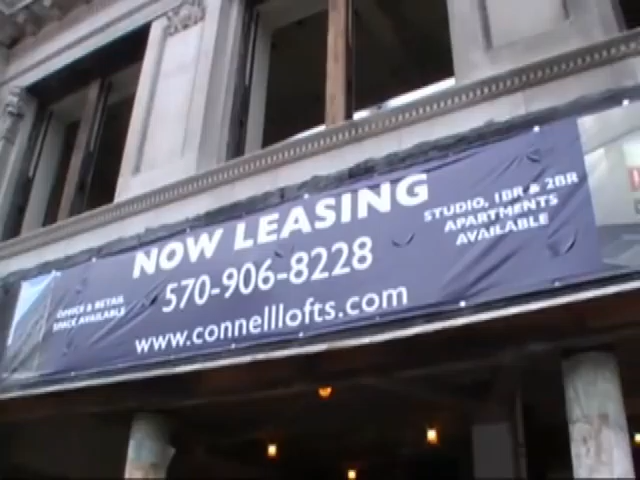 NOW LEASING
570-906-8228
www.connelllofts.com
OFFICE & RETAIL
SPACE AVAILABLE
STUDIO, 1BR & 2BR
APARTMENTS
AVAILABLE